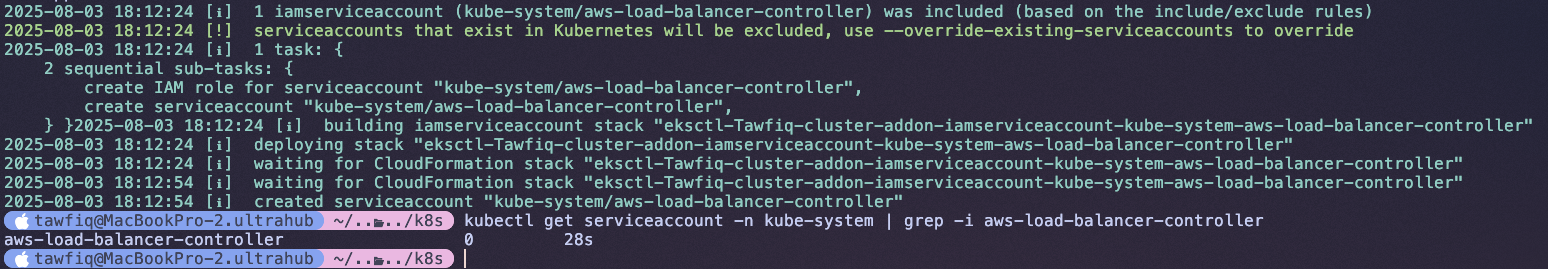 2025-08-03 18:12:24 [ℹ]  1 iamserviceaccount (kube-system/aws-load-balancer-controller) was included (based on the include/exclude rules)
2025-08-03 18:12:24 [!]  serviceaccounts that exist in Kubernetes will be excluded, use --override-existing-serviceaccounts to override
2025-08-03 18:12:24 [ℹ]  1 task: {
    2 sequential sub-tasks: {
        create IAM role for serviceaccount "kube-system/aws-load-balancer-controller",
        create serviceaccount "kube-system/aws-load-balancer-controller",
    } }2025-08-03 18:12:24 [ℹ]  building iamserviceaccount stack "eksctl-Tawfiq-cluster-addon-iamserviceaccount-kube-system-aws-load-balancer-controller"
2025-08-03 18:12:24 [ℹ]  deploying stack "eksctl-Tawfiq-cluster-addon-iamserviceaccount-kube-system-aws-load-balancer-controller"
2025-08-03 18:12:24 [ℹ]  waiting for CloudFormation stack "eksctl-Tawfiq-cluster-addon-iamserviceaccount-kube-system-aws-load-balancer-controller"
2025-08-03 18:12:54 [ℹ]  waiting for CloudFormation stack "eksctl-Tawfiq-cluster-addon-iamserviceaccount-kube-system-aws-load-balancer-controller"
2025-08-03 18:12:54 [ℹ]  created serviceaccount "kube-system/aws-load-balancer-controller"
tawfiq@MacBookPro-2.ultrahub ~/..../k8s kubectl get serviceaccount -n kube-system | grep -i aws-load-balancer-controller
aws-load-balancer-controller                   0         28s
tawfiq@MacBookPro-2.ultrahub ~/..../k8s